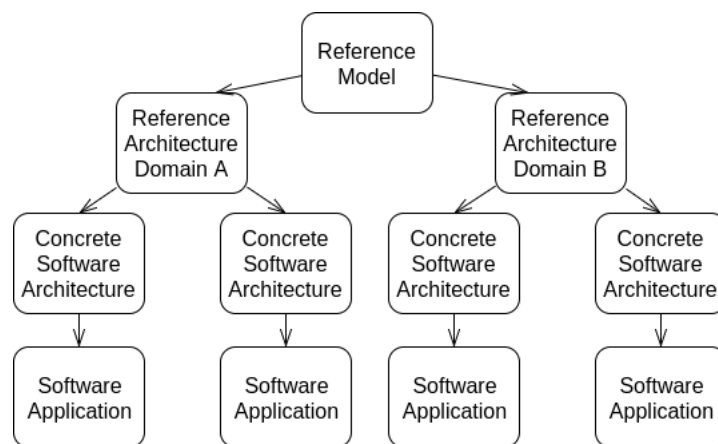 Reference
Model
Reference
Architecture
Domain A
Reference
Architecture
Domain B
Concrete
Software
Architecture
Concrete
Software
Architecture
Concrete
Software
Architecture
Concrete
Software
Architecture
Software
Application
Software
Application
Software
Application
Software
Application